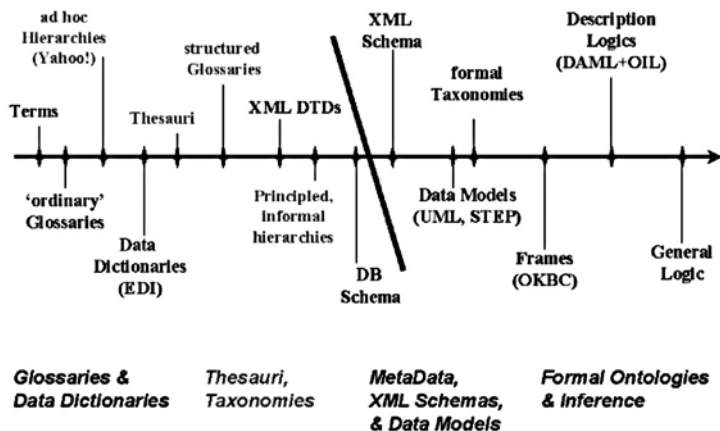 ad hoc
Hierarchies
(Yahoo!)
structured
Glossaries
XML
Schema
Description
Logics
(DAML+OIL)
formal
Taxonomies
Terms
Thesauri
XML DTDs
‘ordinary’
Glossaries
Data
Dictionaries
(EDI)
Principled,
informal
hierarchies
DB
Schema
Data Models
(UML, STEP)
Frames
(OKBC)
General
Logic
Glossaries &
Data Dictionaries
Thesauri,
Taxonomies
MetaData,
XML Schemas,
& Data Models
Formal Ontologies
& Inference